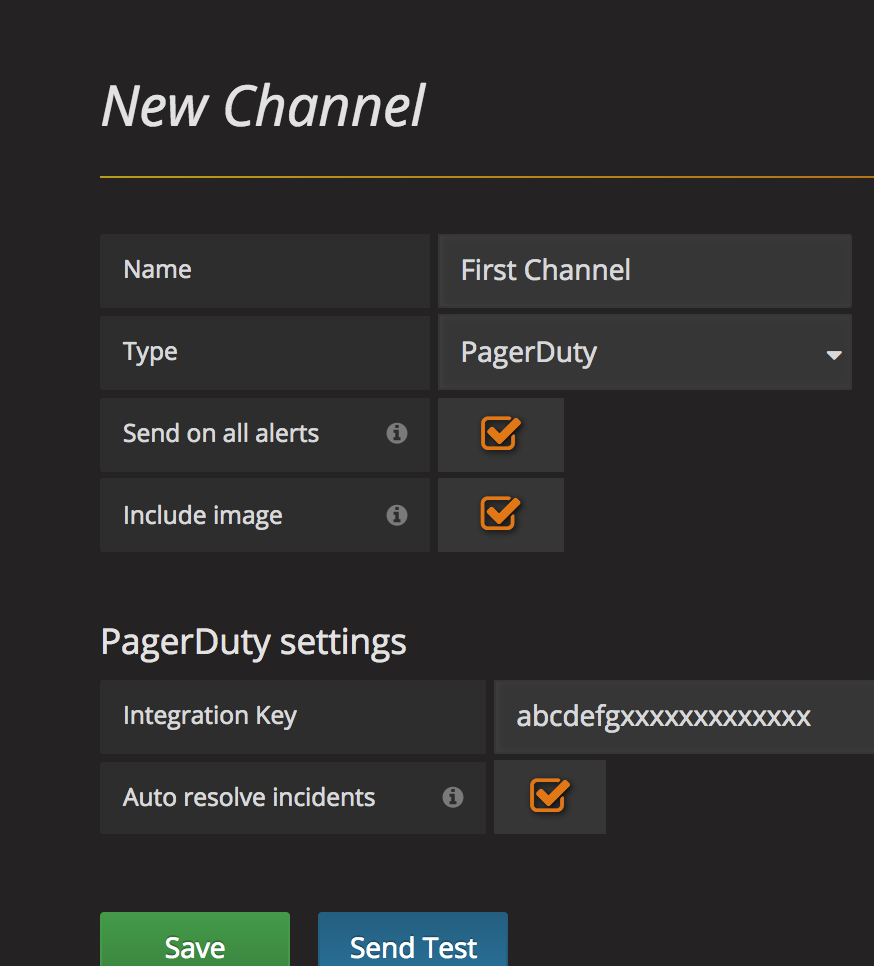 New Channel
Name First Channel
Type PagerDuty
Send on all alerts
Include image
PagerDuty settings
Integration Key abcdefgxxxxxxxxxxxxx
Auto resolve incidents
Save Send Test